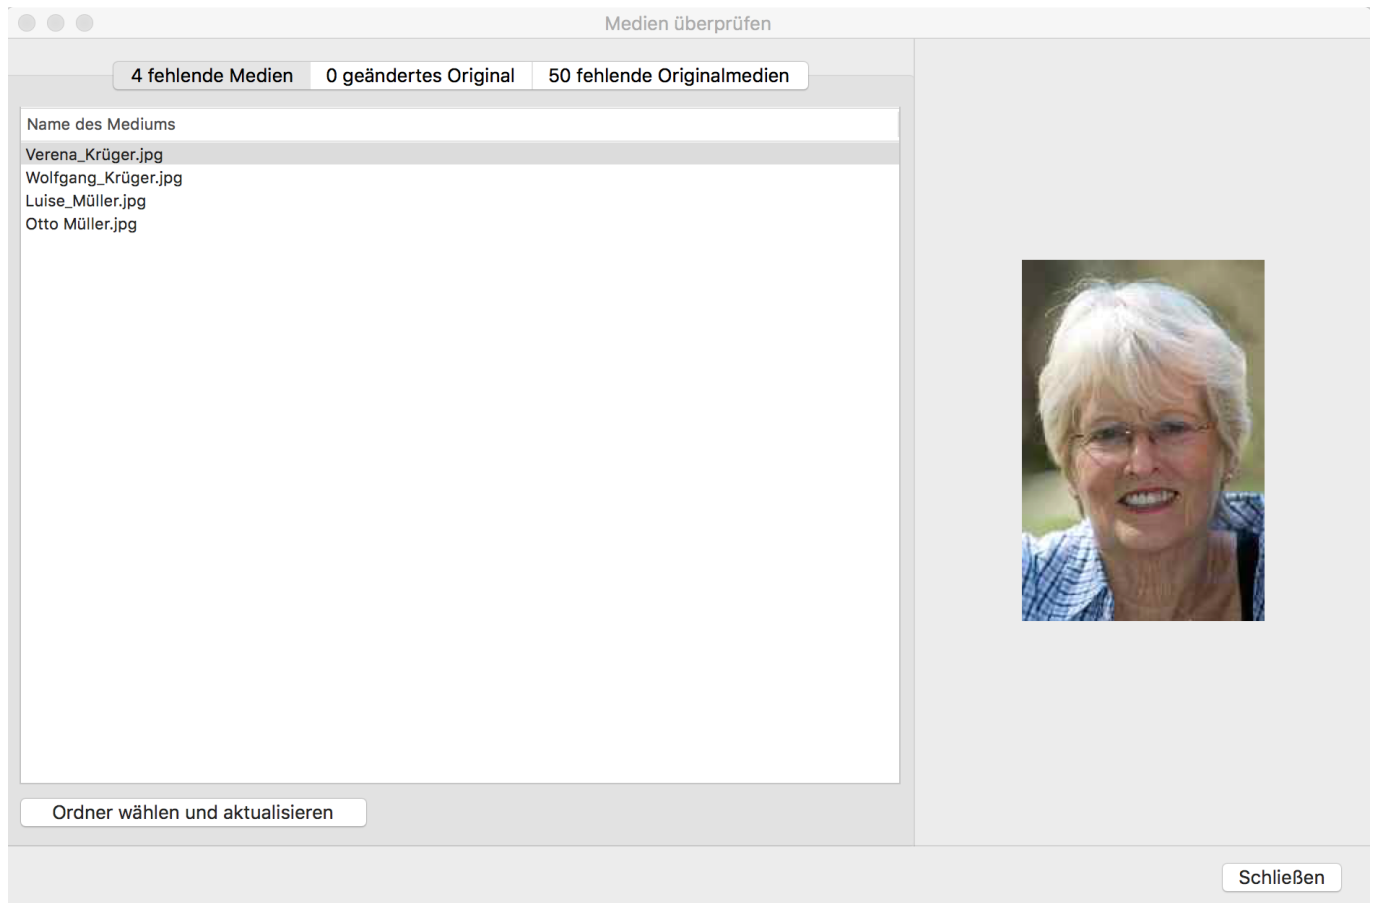 Medien überprüfen
4 fehlende Medien
0 geändertes Original
50 fehlende Originalmedien
Name des Mediums
Verena_Krüger.jpg
Wolfgang_Krüger.jpg
Luise_Müller.jpg
Otto Müller.jpg
Ordner wählen und aktualisieren
Schließen